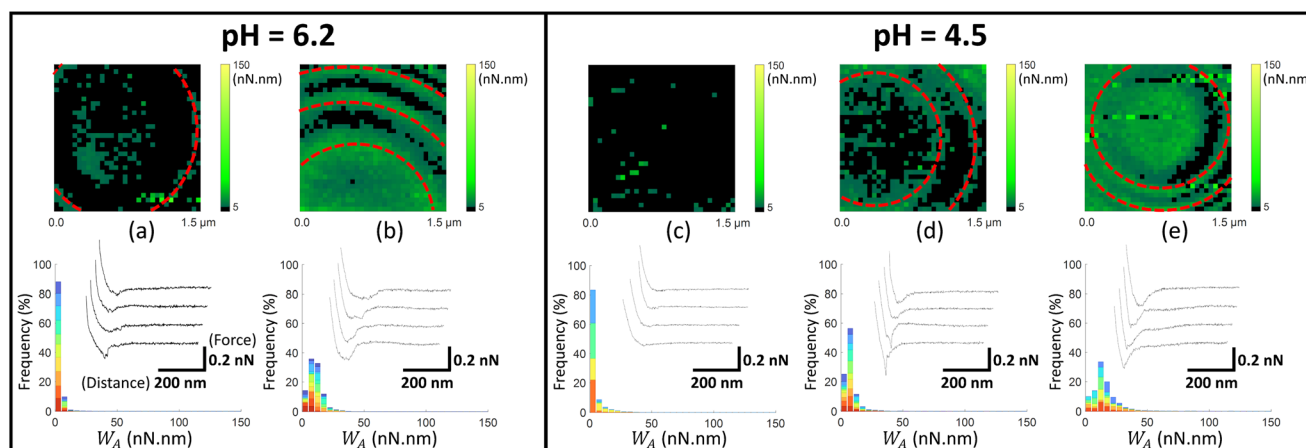 pH = 6.2
pH = 4.5
150
(nN.nm)
5
0.0
1.5 µm
(a)
150
(nN.nm)
5
0.0
1.5 µm
(b)
150
(nN.nm)
5
0.0
1.5 µm
(c)
150
(nN.nm)
5
0.0
1.5 µm
(d)
150
(nN.nm)
5
0.0
1.5 µm
(e)
Frequency (%)
100
80
60
40
20
0
(Force)
0.2 nN
(Distance)
200 nm
0 50 100 150
W_A (nN.nm)
Frequency (%)
100
80
60
40
20
0
0.2 nN
200 nm
0 50 100 150
W_A (nN.nm)
Frequency (%)
100
80
60
40
20
0
0.2 nN
200 nm
0 50 100 150
W_A (nN.nm)
Frequency (%)
100
80
60
40
20
0
0.2 nN
200 nm
0 50 100 150
W_A (nN.nm)
Frequency (%)
100
80
60
40
20
0
0.2 nN
200 nm
0 50 100 150
W_A (nN.nm)